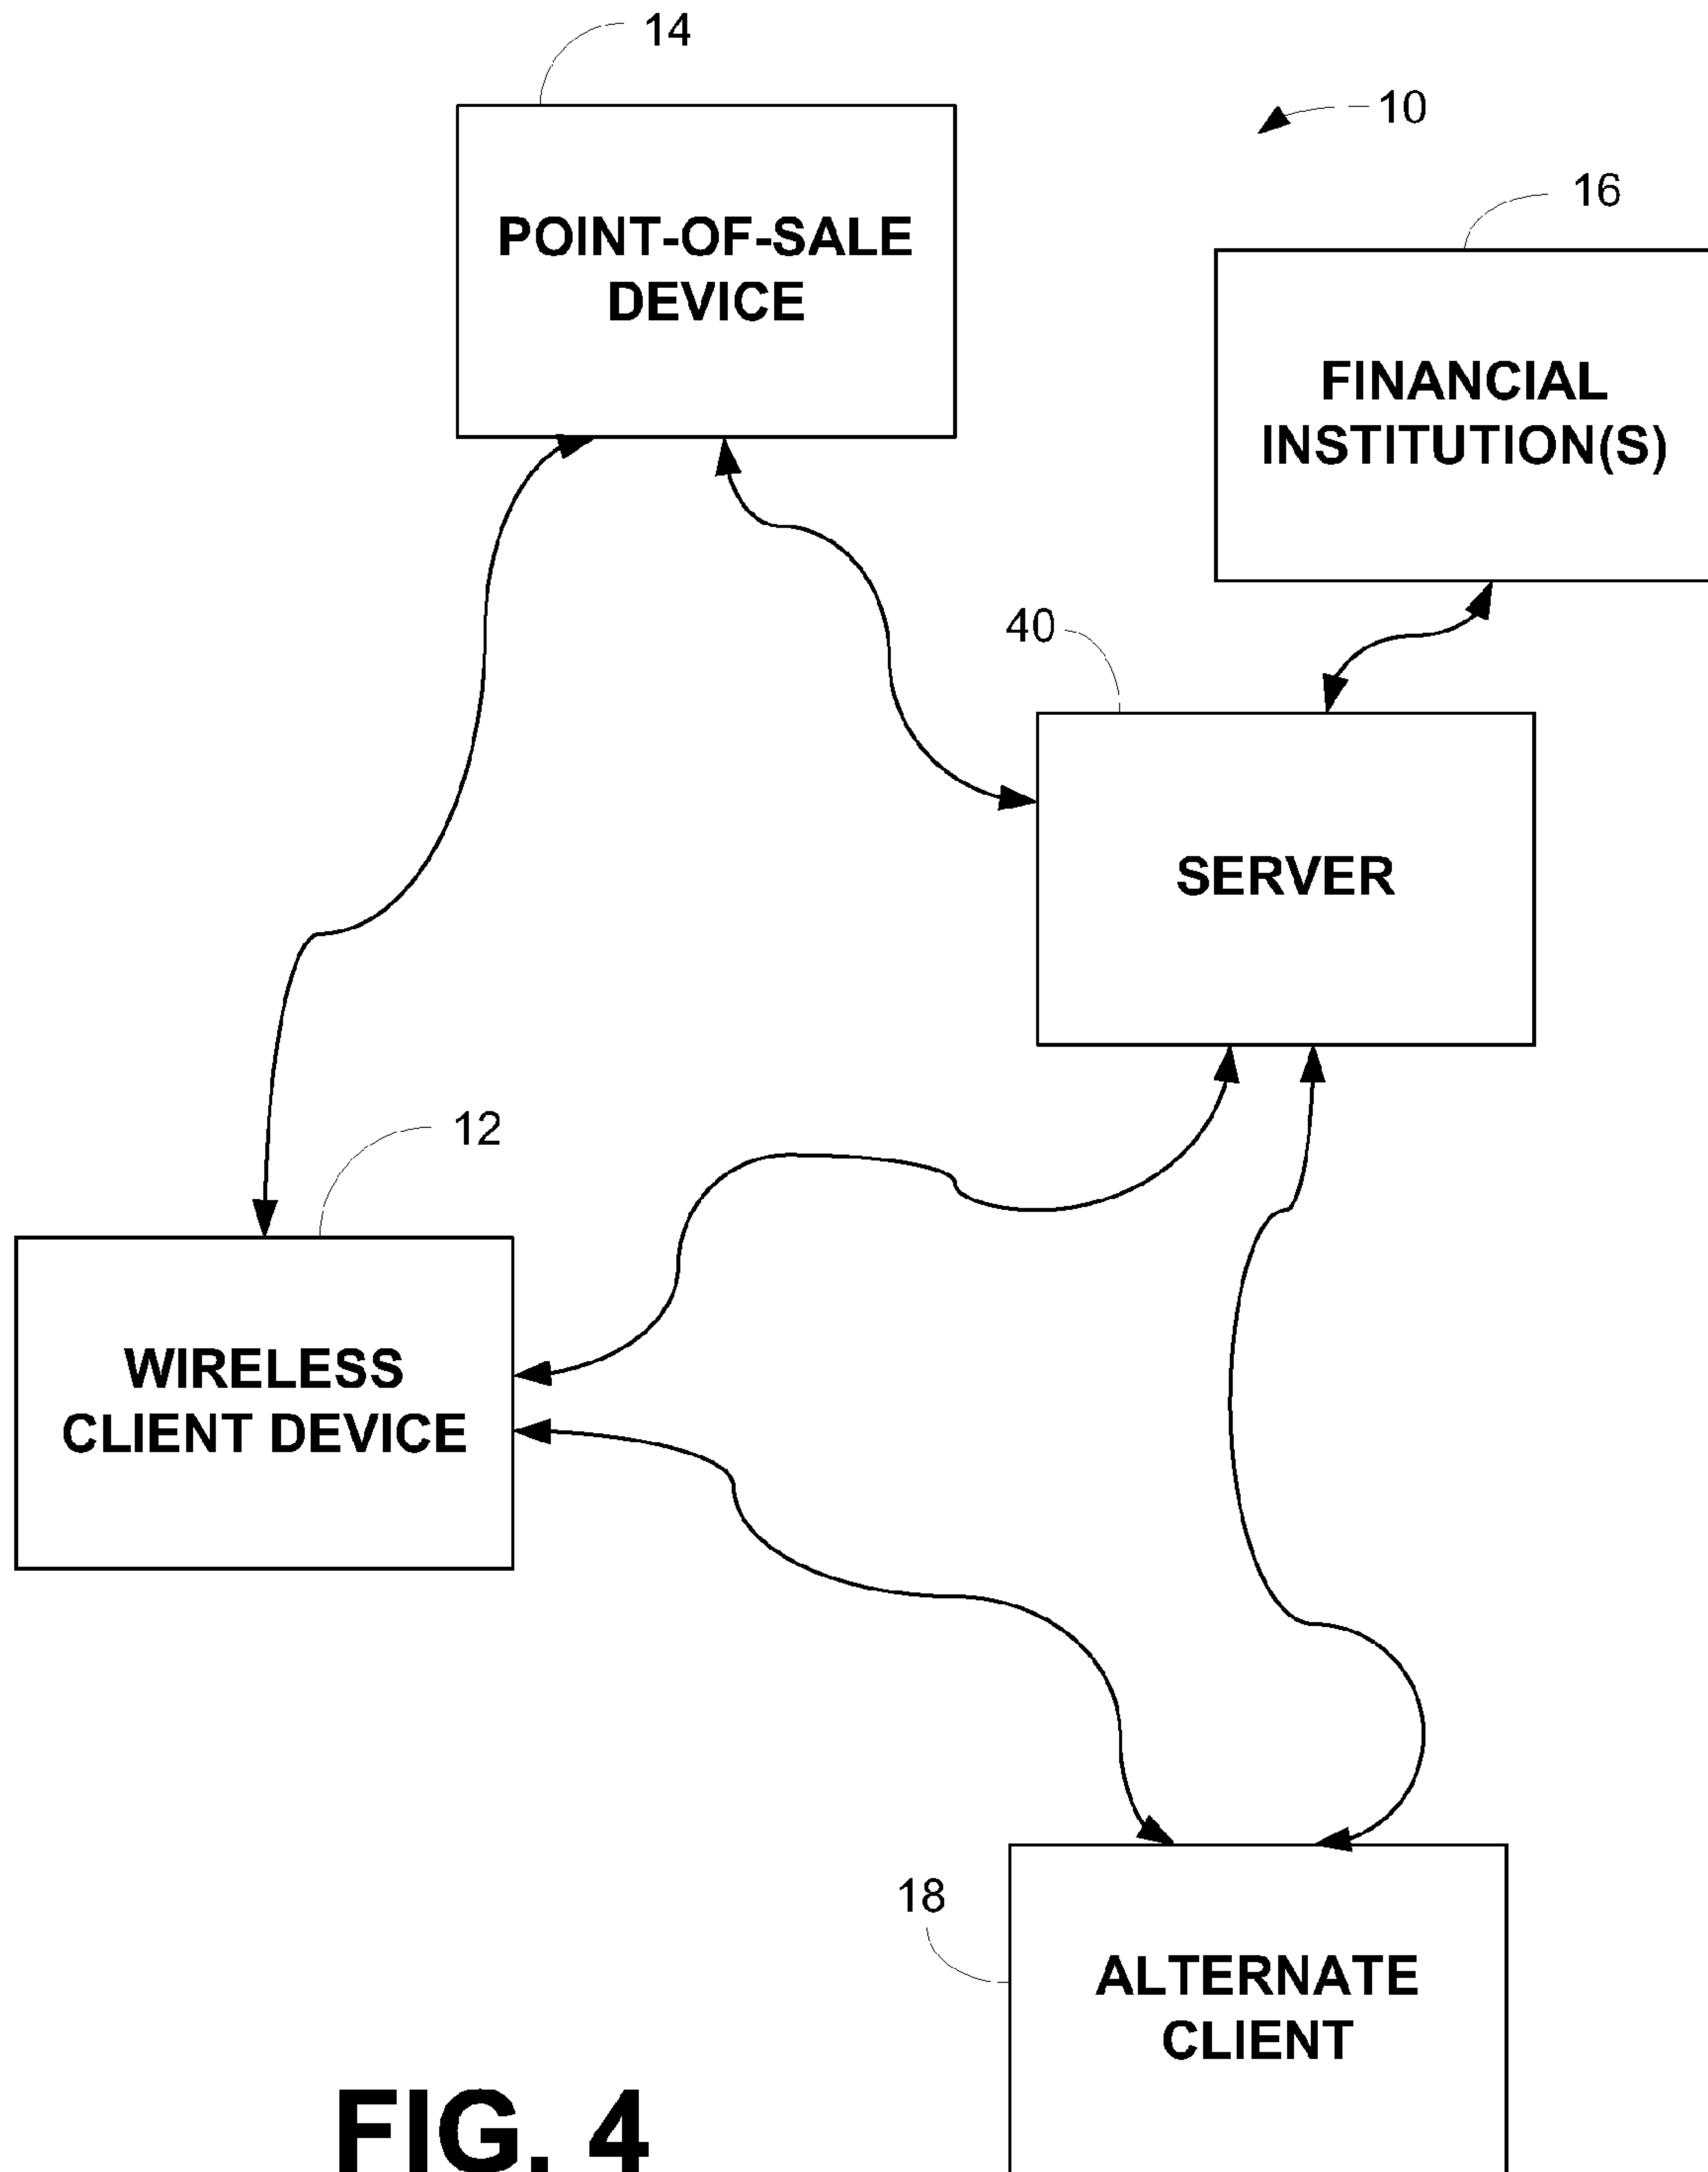 14
10
POINT-OF-SALE
DEVICE
16
FINANCIAL
INSTITUTION(S)
40
SERVER
12
WIRELESS
CLIENT DEVICE
18
ALTERNATE
CLIENT
FIG. 4